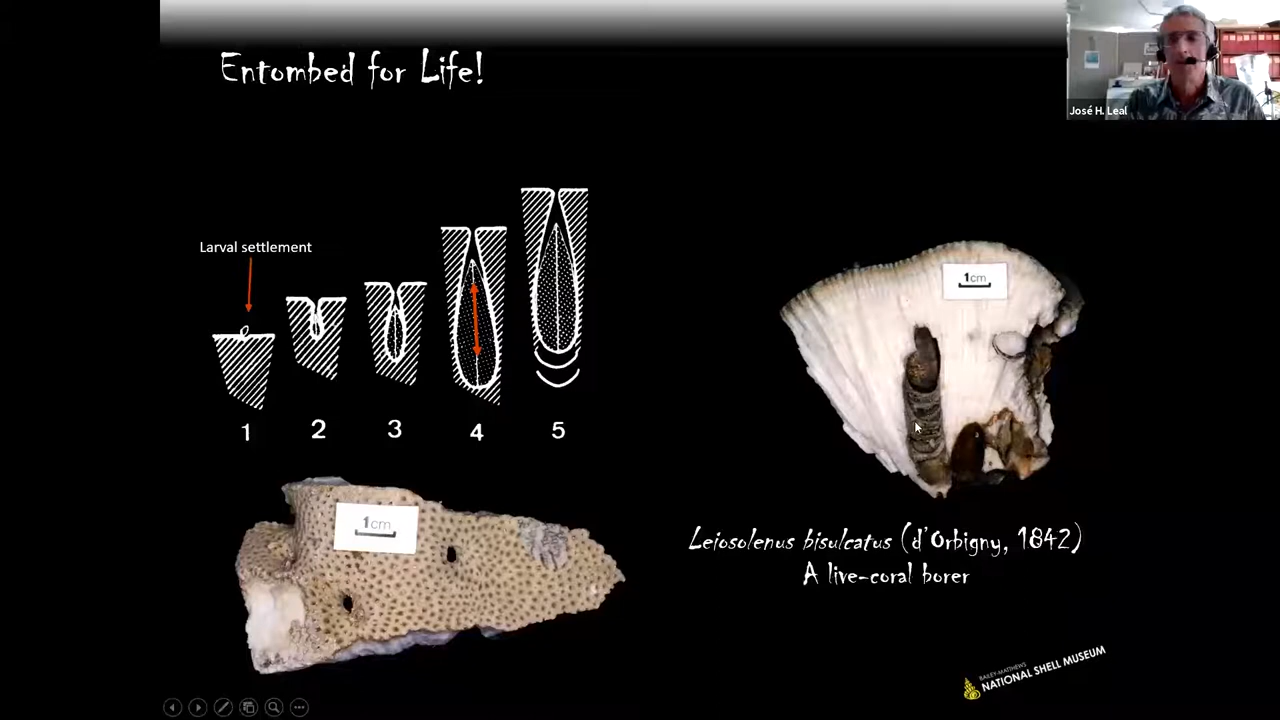 Entombed for Life!
José H. Leal
Larval settlement
1 2 3 4 5
1cm
1cm
Leiosolenus bisulcatus (d'Orbigny, 1842)
A live-coral borer
BAILEY-MATTHEWS
NATIONAL SHELL MUSEUM